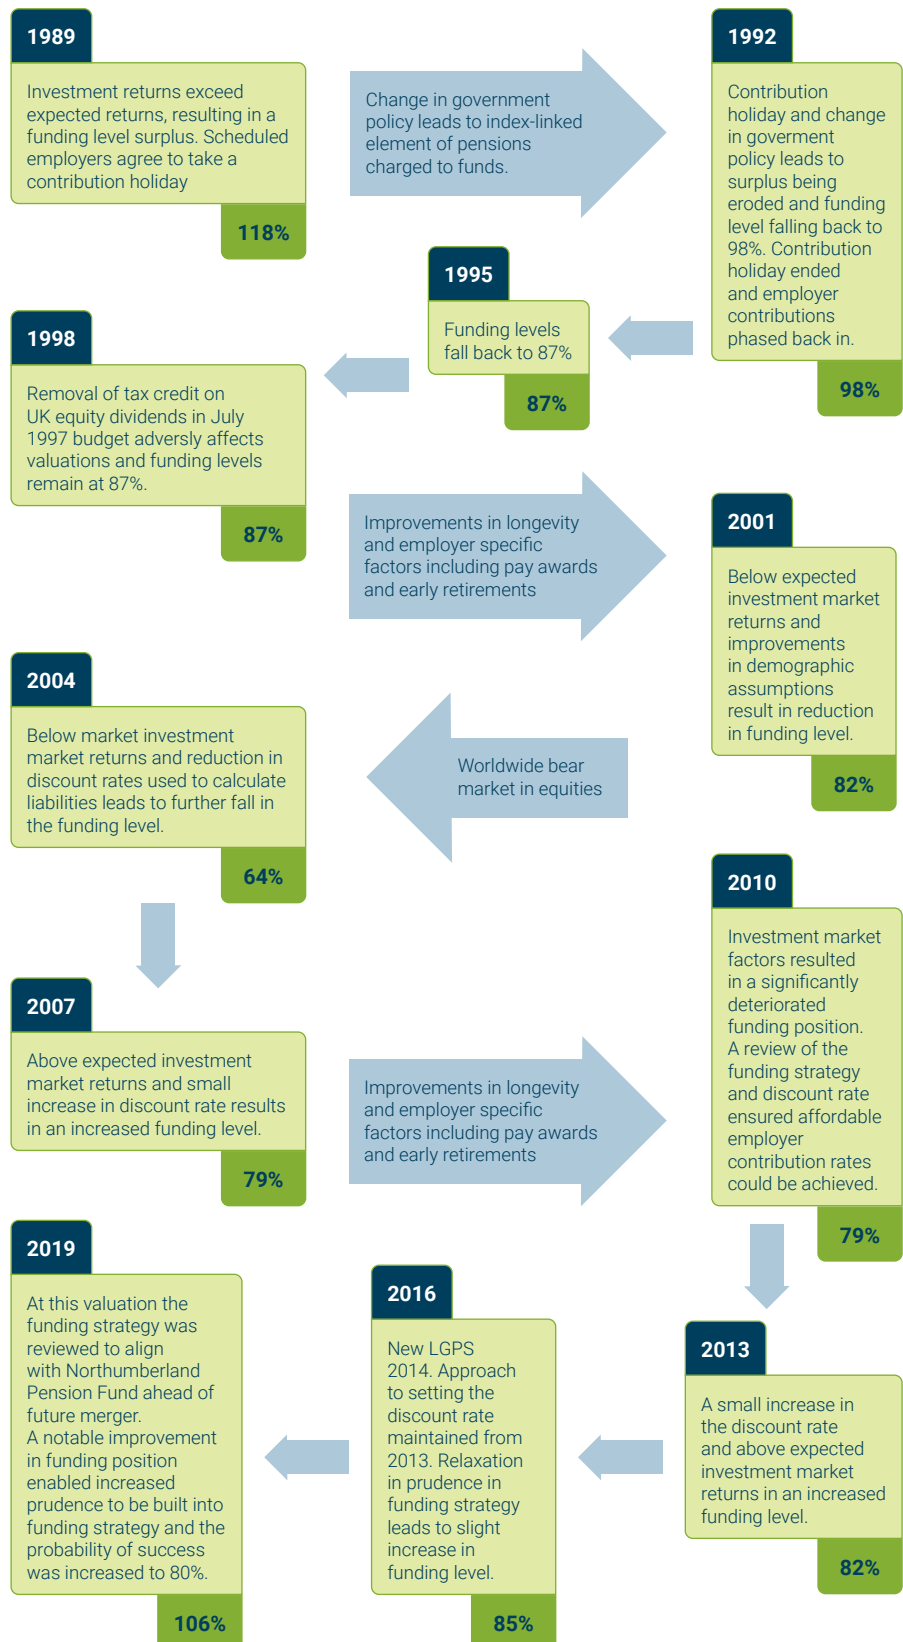 1989
Investment returns exceed
expected returns, resulting in a
funding level surplus. Scheduled
employers agree to take a
contribution holiday
118%
Change in government
policy leads to index-linked
element of pensions
charged to funds.
1992
Contribution
holiday and change
in goverment
policy leads to
surplus being
eroded and funding
level falling back to
98%. Contribution
holiday ended
and employer
contributions
phased back in.
98%
1995
Funding levels
fall back to 87%
87%
1998
Removal of tax credit on
UK equity dividends in July
1997 budget adversly affects
valuations and funding levels
remain at 87%.
87%
Improvements in longevity
and employer specific
factors including pay awards
and early retirements
2001
Below expected
investment market
returns and
improvements
in demographic
assumptions
result in reduction
in funding level.
82%
Worldwide bear
market in equities
2004
Below market investment
market returns and reduction in
discount rates used to calculate
liabilities leads to further fall in
the funding level.
64%
2007
Above expected investment
market returns and small
increase in discount rate results
in an increased funding level.
79%
Improvements in longevity
and employer specific
factors including pay awards
and early retirements
2010
Investment market
factors resulted
in a significantly
deteriorated
funding position.
A review of the
funding strategy
and discount rate
ensured affordable
employer
contribution rates
could be achieved.
79%
2013
A small increase in
the discount rate
and above expected
investment market
returns in an increased
funding level.
82%
2016
New LGPS
2014. Approach
to setting the
discount rate
maintained from
2013. Relaxation
in prudence in
funding strategy
leads to slight
increase in
funding level.
85%
2019
At this valuation the
funding strategy was
reviewed to align
with Northumberland
Pension Fund ahead of
future merger.
A notable improvement
in funding position
enabled increased
prudence to be built into
funding strategy and the
probability of success
was increased to 80%.
106%